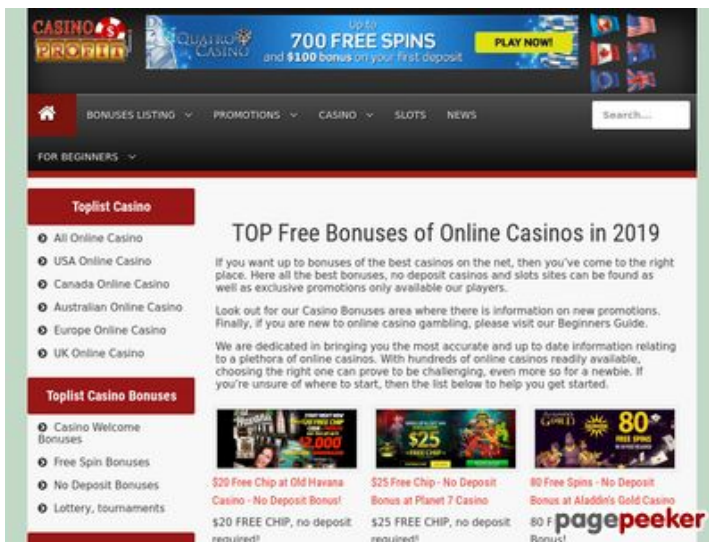 CASINO
PROFIT
QUATRO
CASINO
Up to
700 FREE SPINS
and $100 bonus on your first deposit
PLAY NOW!
BONUSES LISTING
PROMOTIONS
CASINO
SLOTS
NEWS
Search...
FOR BEGINNERS
Toplist Casino
All Online Casino
USA Online Casino
Canada Online Casino
Australian Online Casino
Europe Online Casino
UK Online Casino
Toplist Casino Bonuses
Casino Welcome
Bonuses
Free Spin Bonuses
No Deposit Bonuses
Lottery, tournaments
TOP Free Bonuses of Online Casinos in 2019
If you want up to bonuses of the best casinos on the net, then you've come to the right
place. Here all the best bonuses, no deposit casinos and slots sites can be found as
well as exclusive promotions only available our players.
Look out for our Casino Bonuses area where there is information on new promotions.
Finally, if you are new to online casino gambling, please visit our Beginners Guide.
We are dedicated in bringing you the most accurate and up to date information relating
to a plethora of online casinos. With hundreds of online casinos readily available,
choosing the right one can prove to be challenging, even more so for a newbie. If
you're unsure of where to start, then the list below to help you get started.
Havana
$2,000
$20 Free Chip at Old Havana
Casino - No Deposit Bonus!
$20 FREE CHIP, no deposit
required!
$25
FREE CHIP
$25 Free Chip - No Deposit
Bonus at Planet 7 Casino
$25 FREE CHIP, no deposit
required!
GOLD
80
FREE SPINS
80 Free Spins - No Deposit
Bonus at Aladdin's Gold Casino
80 F
Bonus!
pagepeeker